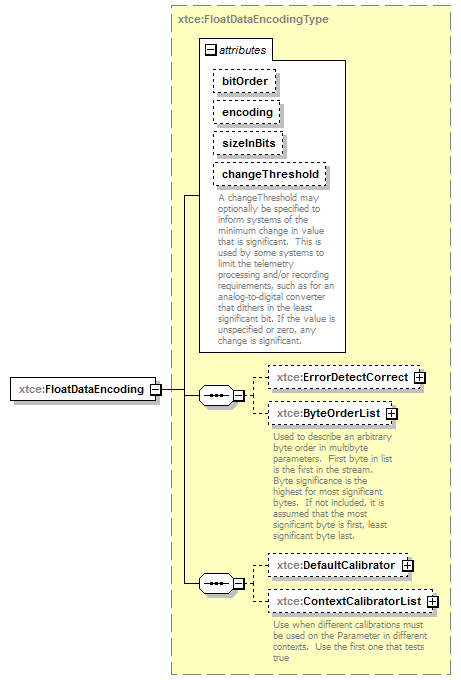 xtce:FloatDataEncodingType
attributes
bitOrder
encoding
sizeInBits
changeThreshold
A changeThreshold may
optionally be specified to
inform systems of the
minimum change in value
that is significant.  This is
used by some systems to
limit the telemetry
processing and/or recording
requirements, such as for an
analog-to-digital converter
that dithers in the least
significant bit. If the value is
unspecified or zero, any
change is significant.
xtce:FloatDataEncoding
xtce:ErrorDetectCorrect
xtce:ByteOrderList
Used to describe an arbitrary
byte order in multibyte
parameters.  First byte in list
is the first in the stream.
Byte significance is the
highest for most significant
bytes.  If not included, it is
assumed that the most
significant byte is first, least
significant byte last.
xtce:DefaultCalibrator
xtce:ContextCalibratorList
Use when different calibrations must
be used on the Parameter in different
contexts.  Use the first one that tests
true